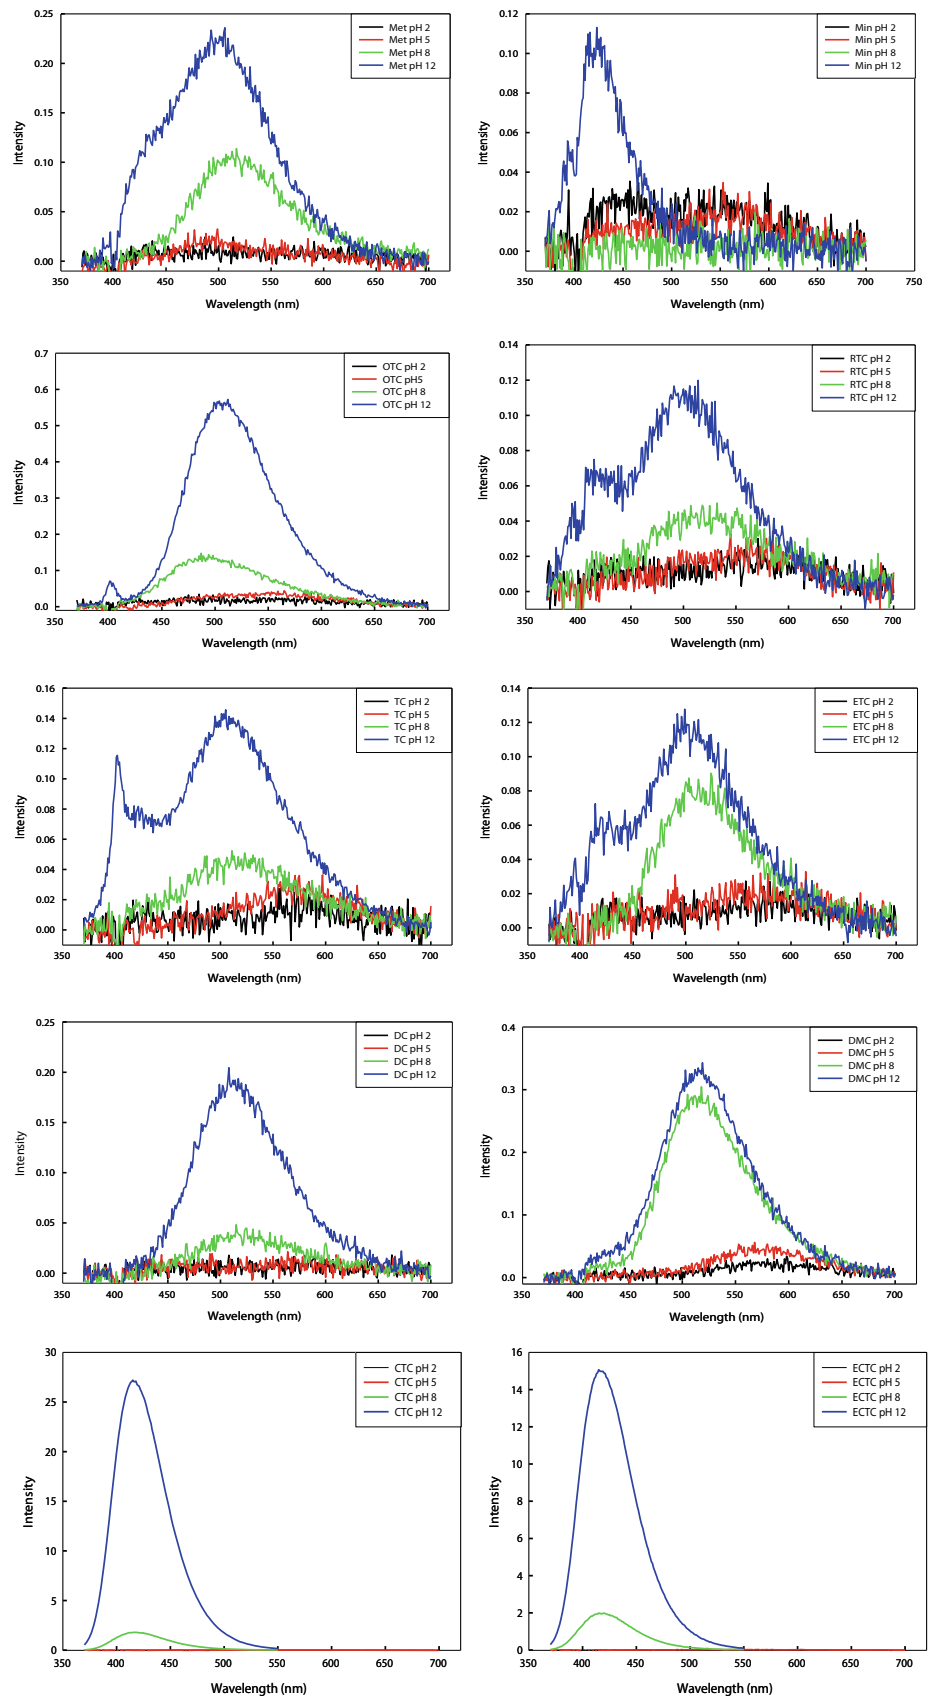 0.25
0.20
0.15
0.10
0.05
0.00
Intensity
Met pH 2
Met pH 5
Met pH 8
Met pH 12
350 400 450 500 550 600 650 700
Wavelength (nm)
0.12
0.10
0.08
0.06
0.04
0.02
0.00
Intensity
Min pH 2
Min pH 5
Min pH 8
Min pH 12
350 400 450 500 550 600 650 700 750
Wavelength (nm)
0.7
0.6
0.5
0.4
0.3
0.2
0.1
0.0
Intensity
OTC pH 2
OTC pH5
OTC pH 8
OTC pH 12
350 400 450 500 550 600 650 700
Wavelength (nm)
0.14
0.12
0.10
0.08
0.06
0.04
0.02
0.00
Intensity
RTC pH 2
RTC pH 5
RTC pH 8
RTC pH 12
350 400 450 500 550 600 650 700
Wavelength (nm)
0.16
0.14
0.12
0.10
0.08
0.06
0.04
0.02
0.00
Intensity
TC pH 2
TC pH 5
TC pH 8
TC pH 12
350 400 450 500 550 600 650 700
Wavelength (nm)
0.14
0.12
0.10
0.08
0.06
0.04
0.02
0.00
Intensity
ETC pH 2
ETC pH 5
ETC pH 8
ETC pH 12
350 400 450 500 550 600 650 700
Wavelength (nm)
0.25
0.20
0.15
0.10
0.05
0.00
Intensity
DC pH 2
DC pH 5
DC pH 8
DC pH 12
350 400 450 500 550 600 650 700
Wavelength (nm)
0.4
0.3
0.2
0.1
0.0
Intensity
DMC pH 2
DMC pH 5
DMC pH 8
DMC pH 12
350 400 450 500 550 600 650 700
Wavelength (nm)
30
25
20
15
30
5
0
Intensity
CTC pH 2
CTC pH 5
CTC pH 8
CTC pH 12
350 400 450 500 550 600 650 700
Wavelength (nm)
16
14
12
10
8
6
4
2
0
Intensity
ECTC pH 2
ECTC pH 5
ECTC pH 8
ECTC pH 12
350 400 450 500 550 600 650 700
Wavelength (nm)